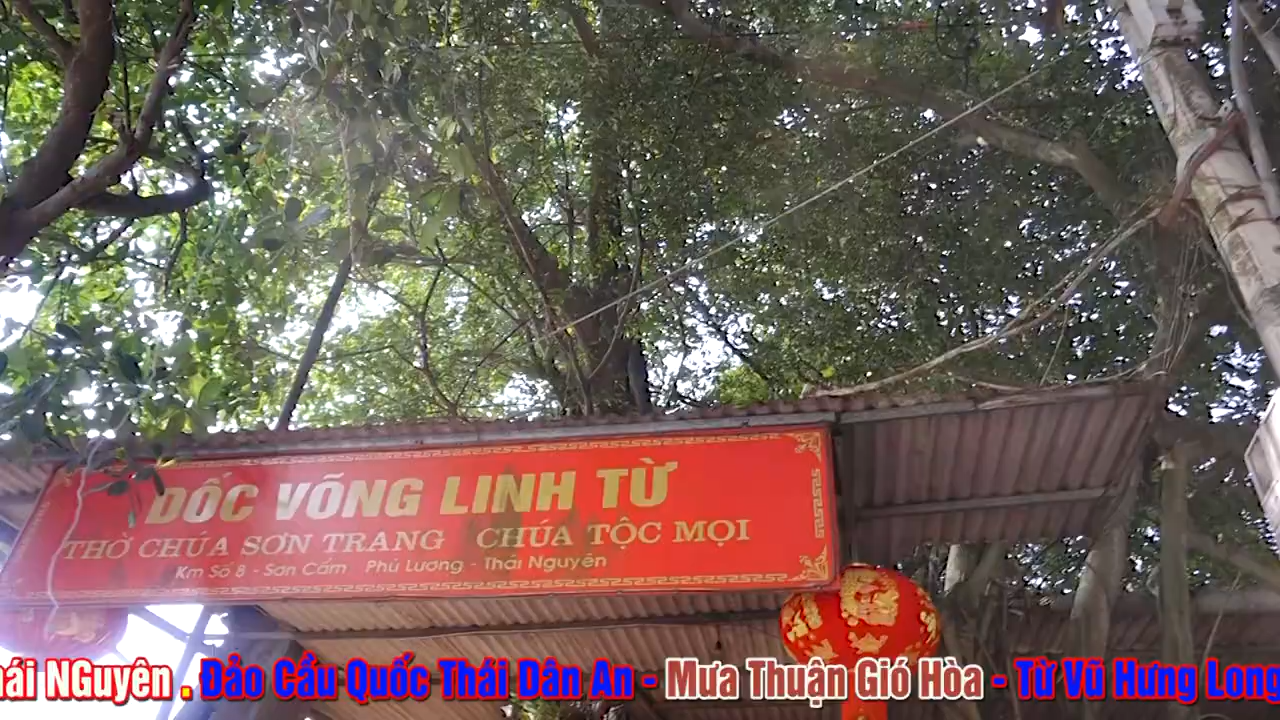 DỐC VÕNG LINH TỪ
THỜ CHÚA SƠN TRANG CHÚA TỘC MỌI
Km Số 8 - Sơn Cẩm Phú Lương - Thái Nguyên
NGuyên . Đảo Cầu Quốc Thái Dân An - Mưa Thuận Gió Hòa - Từ Vũ Hưng Long